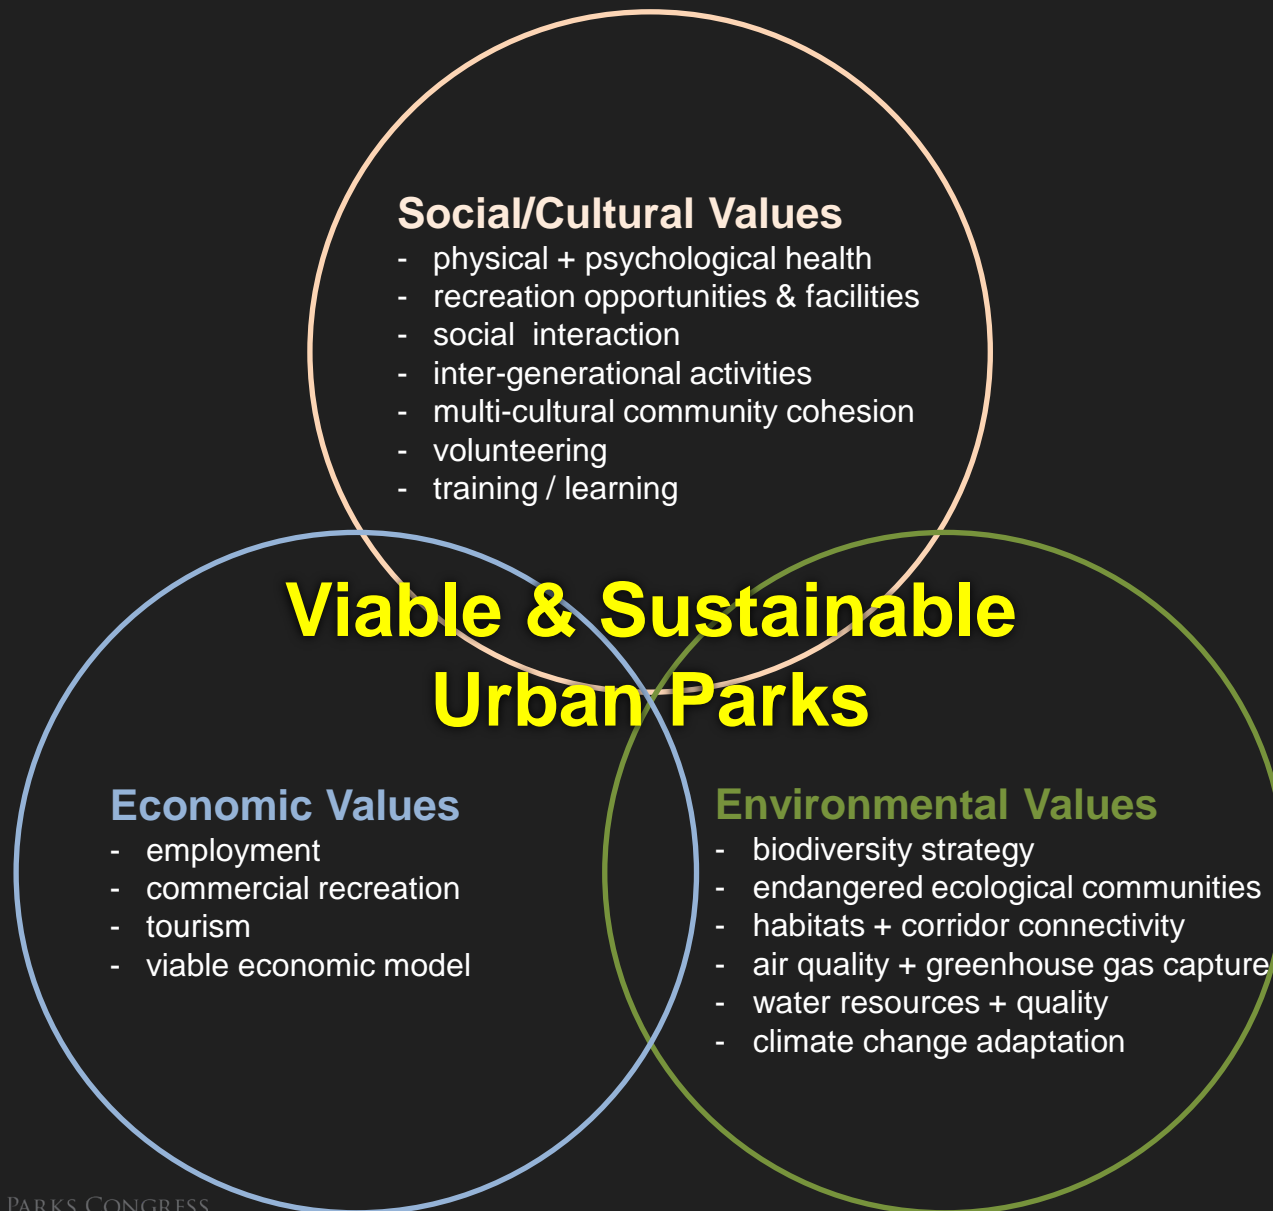 Social/Cultural Values
- physical + psychological health
- recreation opportunities & facilities
- social interaction
- inter-generational activities
- multi-cultural community cohesion
- volunteering
- training / learning
Viable & Sustainable
Urban Parks
Economic Values
- employment
- commercial recreation
- tourism
- viable economic model
Environmental Values
- biodiversity strategy
- endangered ecological communities
- habitats + corridor connectivity
- air quality + greenhouse gas capture
- water resources + quality
- climate change adaptation
PARKS CONGRESS